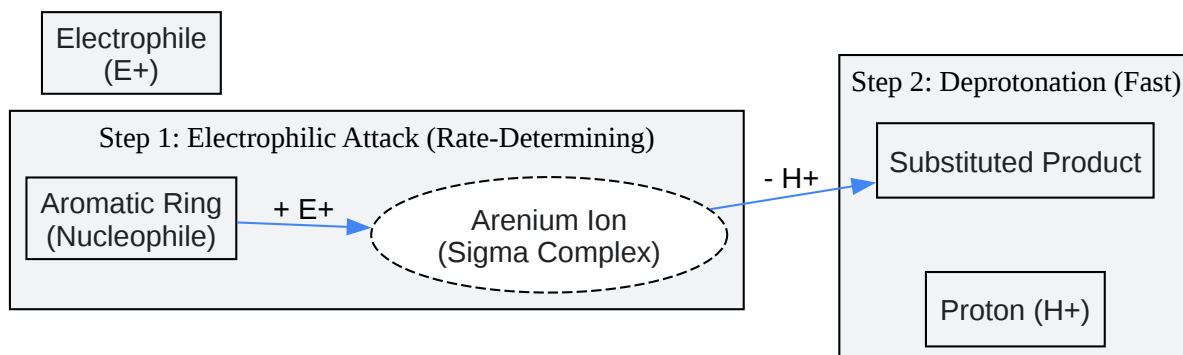 Electrophile
(E+)
Step 1: Electrophilic Attack (Rate-Determining)
Aromatic Ring
(Nucleophile)
+ E+
Arenium Ion
(Sigma Complex)
- H+
Step 2: Deprotonation (Fast)
Substituted Product
Proton (H+)